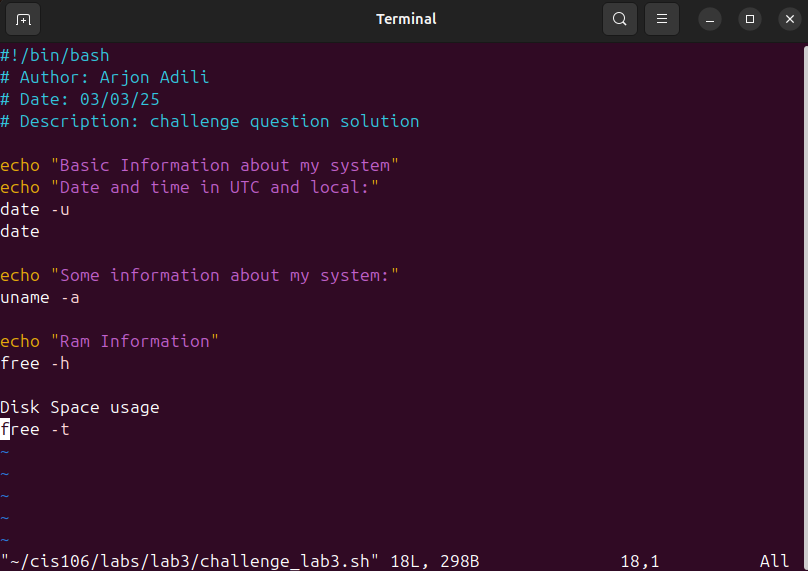 Terminal
#!/bin/bash
# Author: Arjon Adili
# Date: 03/03/25
# Description: challenge question solution
echo "Basic Information about my system"
echo "Date and time in UTC and local:"
date -u
date
echo "Some information about my system:"
uname -a
echo "Ram Information"
free -h
Disk Space usage
free -t
~
~
~
~
~
"~/cis106/labs/lab3/challenge_lab3.sh" 18L, 298B 18,1 All